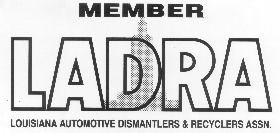 MEMBER
LADRA
LOUISIANA AUTOMOTIVE DISMANTLERS & RECYCLERS ASSN.